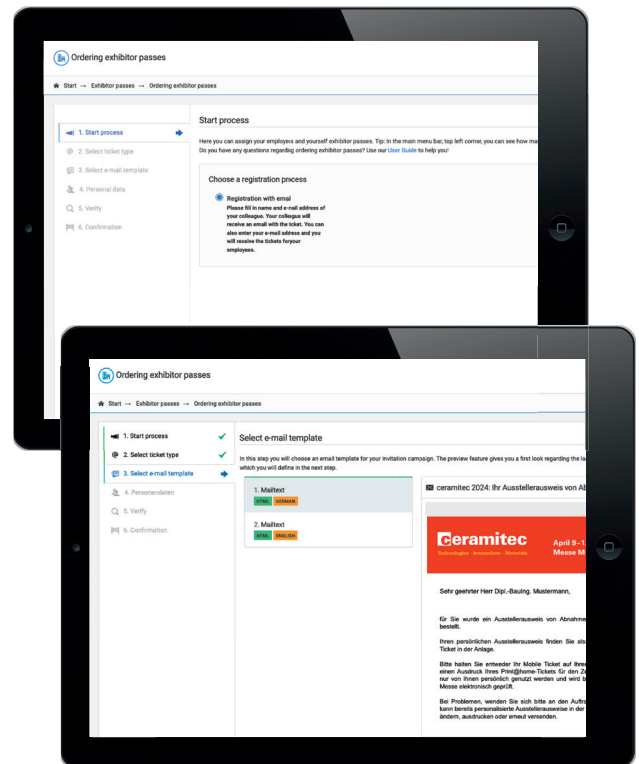 Ordering exhibitor passes
Start → Exhibitor passes → Ordering exhibitor passes
1. Start process
2. Select ticket type
3. Select e-mail template
4. Personal data
5. Verify
6. Confirmation
Start process
Here you can assign your employees and yourself exhibitor passes. Tip: In the main menu bar, top left corner, you can see how ma
Do you have any questions regarding ordering exhibitor passes? Use our User Guide to help you!
Choose a registration process
Registration with email
Please fill in name and e-mail address of
your colleague. Your colleague will
receive an email with the ticket. You can
also enter your e-mail address and you
will receive the tickets foryour
employees.
Ordering exhibitor passes
Start → Exhibitor passes → Ordering exhibitor passes
1. Start process
2. Select ticket type
3. Select e-mail template
4. Personendaten
5. Verify
6. Confirmation
Select e-mail template
In this step you will choose an email template for your invitation campaign. The preview feature gives you a first look regarding the la
which you will define in the next step.
1. Mailtext
HTML GERMAN
2. Mailtext
HTML ENGLISH
ceramitec 2024: Ihr Ausstellerausweis von Ab
ceramitec
Technologies · Innovations · Materials
April 9–1
Messe M
Sehr geehrter Herr Dipl.-Bauing. Mustermann,
für Sie wurde ein Ausstellerausweis von Abnahme
bestellt.
Ihren persönlichen Ausstellerausweis finden Sie als
Ticket in der Anlage.
Bitte halten Sie entweder Ihr Mobile Ticket auf Ihre
einen Ausdruck Ihres Print@home-Tickets für den Z
nur von Ihnen persönlich genutzt werden und wird b
Messe elektronisch geprüft.
Bei Problemen, wenden Sie sich bitte an den Auftra
kann bereits personalisierte Ausstellerausweise in der
ändern, ausdrucken oder erneut versenden.